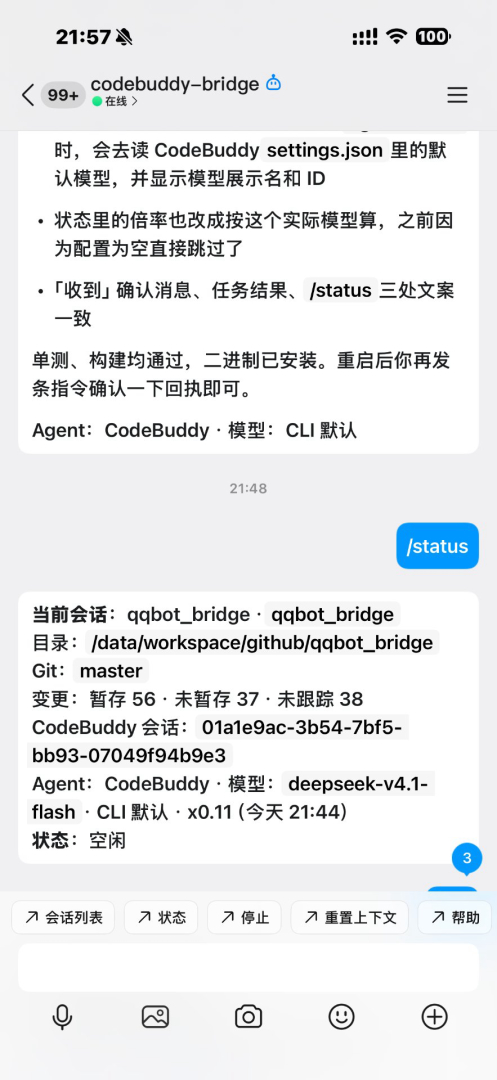 21:57
100
99+
codebuddy-bridge
在线
时，会去读 CodeBuddy settings.json 里的默
认模型，并显示模型展示名和 ID
• 状态里的倍率也改成按这个实际模型算，之前因
为配置为空直接跳过了
• 「收到」确认消息、任务结果、/status 三处文案
一致
单测、构建均通过，二进制已安装。重启后你再发
条指令确认一下回执即可。
Agent：CodeBuddy · 模型：CLI 默认
21:48
/status
当前会话：qqbot_bridge · qqbot_bridge
目录：/data/workspace/github/qqbot_bridge
Git：master
变更：暂存 56 · 未暂存 37 · 未跟踪 38
CodeBuddy 会话：01a1e9ac-3b54-7bf5-
bb93-07049f94b9e3
Agent：CodeBuddy · 模型：deepseek-v4.1-
flash · CLI 默认 · x0.11 (今天 21:44)
状态：空闲
3
会话列表
状态
停止
重置上下文
帮助